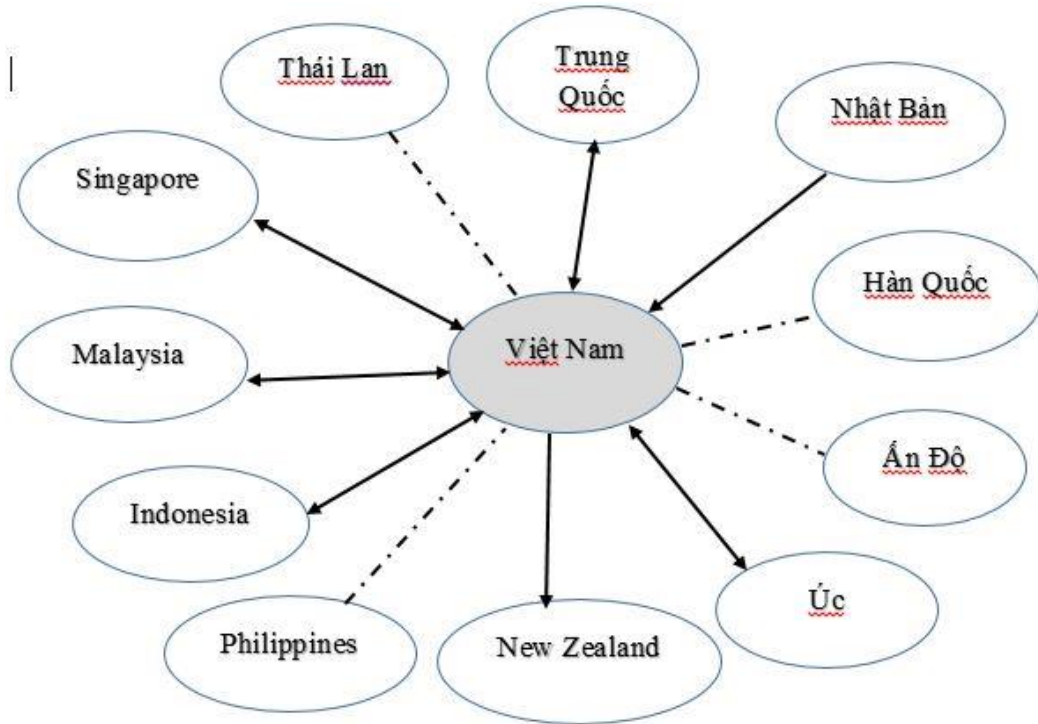 Thái Lan
Trung
Quốc
Nhật Bản
Singapore
Hàn Quốc
Việt Nam
Malaysia
Ấn Độ
Indonesia
Úc
Philippines
New Zealand